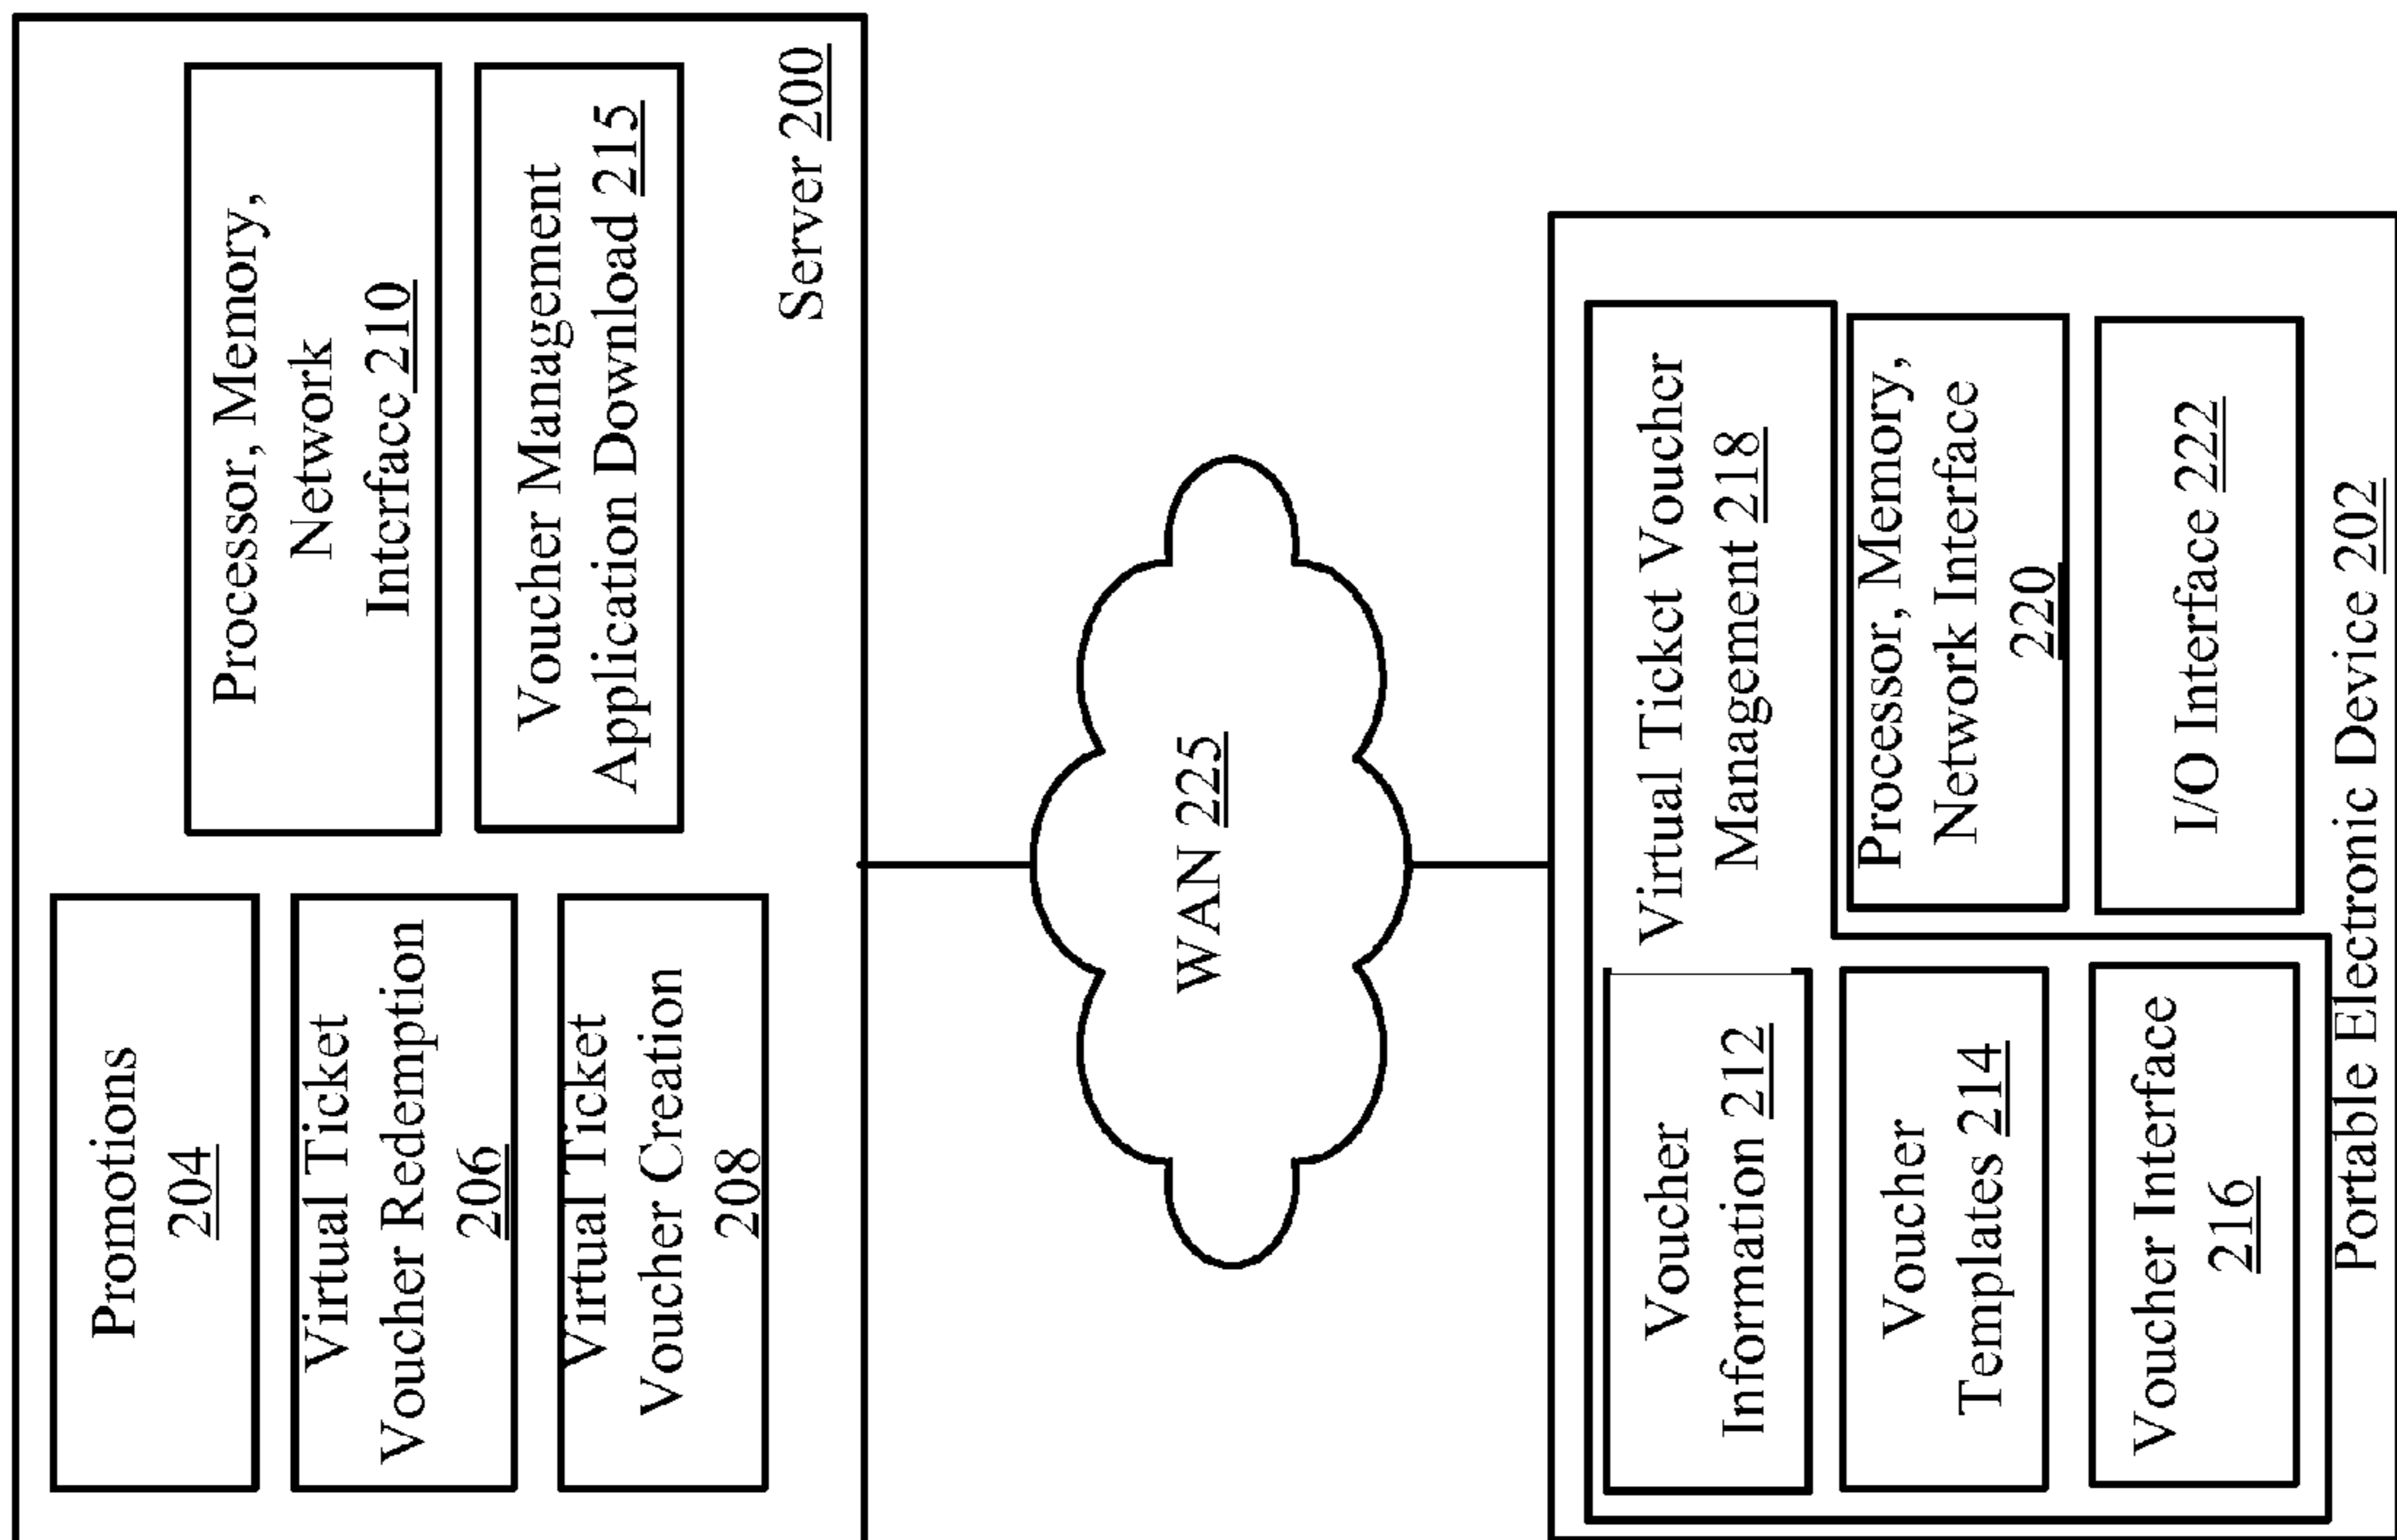 Promotions
204
Virtual Ticket
Voucher Redemption
206
Virtual Ticket
Voucher Creation
208
Processor, Memory,
Network
Interface 210
Voucher Management
Application Download 215
Server 200
WAN 225
Virtual Ticket Voucher
Management 218
Voucher
Information 212
Voucher
Templates 214
Voucher Interface
216
Processor, Memory,
Network Interface
220
I/O Interface 222
Portable Electronic Device 202